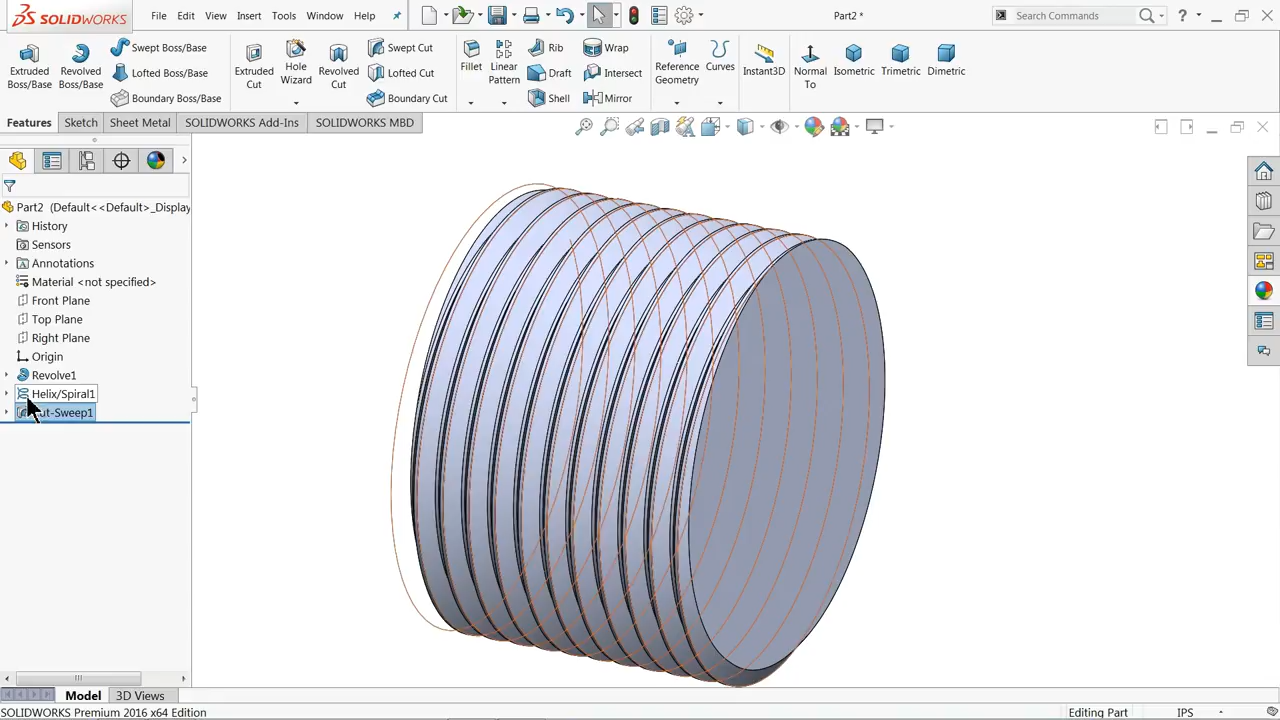 SOLIDWORKS File Edit View Insert Tools Window Help Part2 * Search Commands ?
Extruded Boss/Base
Revolved Boss/Base
Swept Boss/Base
Lofted Boss/Base
Boundary Boss/Base
Extruded Cut
Hole Wizard
Revolved Cut
Swept Cut
Lofted Cut
Boundary Cut
Fillet
Linear Pattern
Rib
Draft
Shell
Wrap
Intersect
Mirror
Reference Geometry
Curves
Instant3D
Normal To
Isometric
Trimetric
Dimetric
Features Sketch Sheet Metal SOLIDWORKS Add-Ins SOLIDWORKS MBD
Part2 (Default<<Default>_Display
History
Sensors
Annotations
Material <not specified>
Front Plane
Top Plane
Right Plane
Origin
Revolve1
Helix/Spiral1
ut-Sweep1
Model 3D Views
SOLIDWORKS Premium 2016 x64 Edition Editing Part IPS